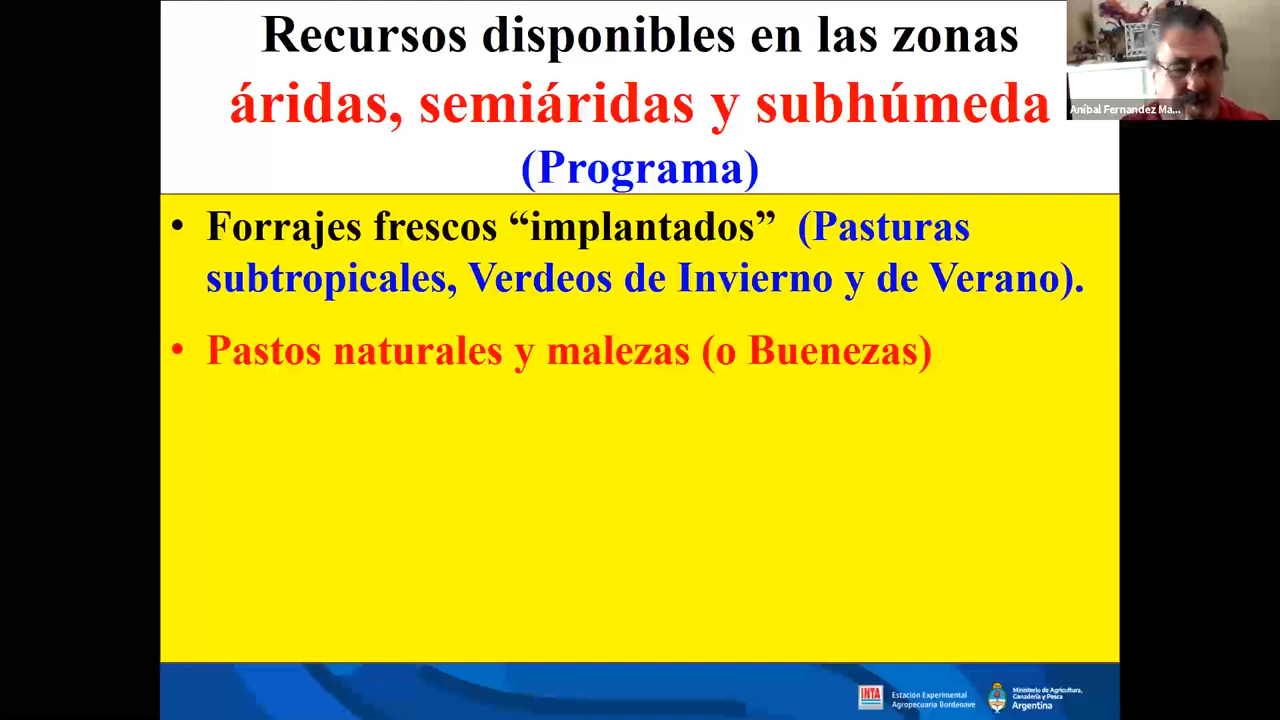 Recursos disponibles en las zonas
áridas, semiáridas y subhúmeda
(Programa)
Aníbal Fernandez Ma...
• Forrajes frescos “implantados” (Pasturas
subtropicales, Verdeos de Invierno y de Verano).
• Pastos naturales y malezas (o Buenezas)
INTA
Estación Experimental
Agropecuaria Bordenave
Ministerio de Agricultura,
Ganadería y Pesca
Argentina